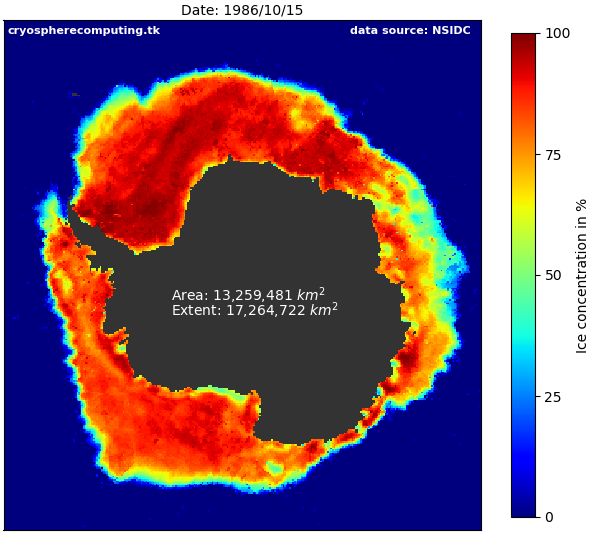 Date: 1986/10/15
cryospherecomputing.tk
data source: NSIDC
Area: 13,259,481 km²
Extent: 17,264,722 km²
100
75
50
25
0
Ice concentration in %